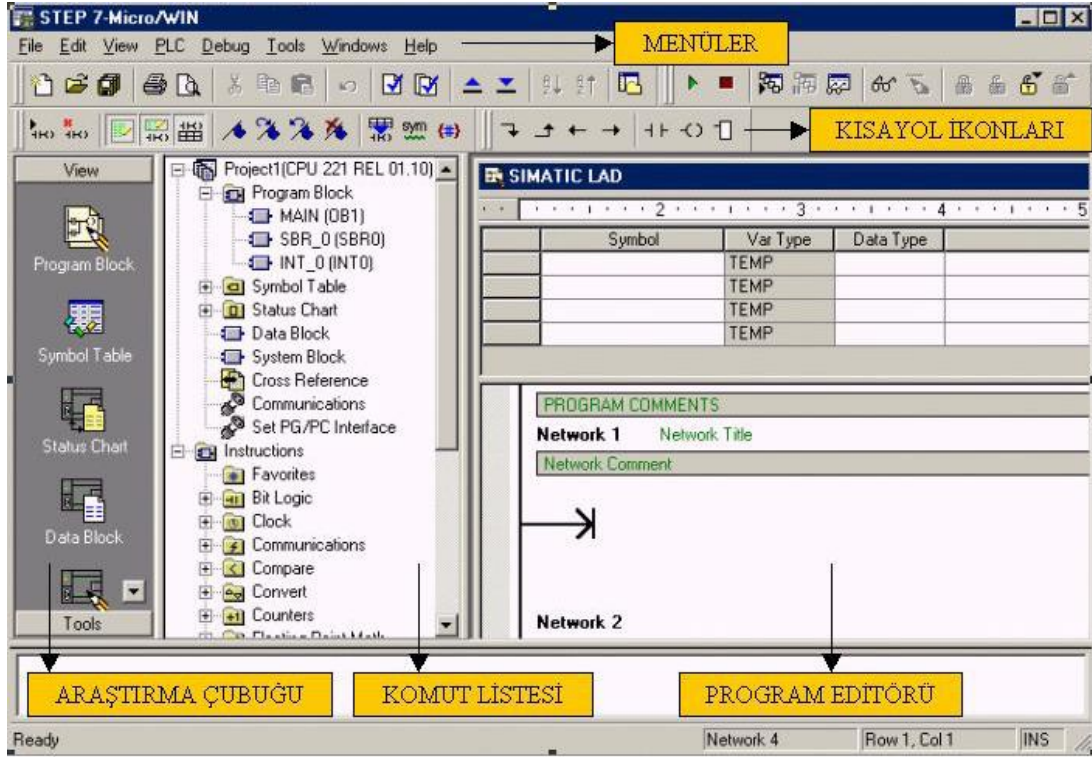 STEP 7-Micro/WIN
File Edit View PLC Debug Tools Windows Help
MENÜLER
sym
KISAYOL İKONLARI
View
Program Block
Symbol Table
Status Chart
Data Block
Tools
Project1(CPU 221 REL 01.10)
Program Block
MAIN (OB1)
SBR_0 (SBR0)
INT_0 (INT0)
Symbol Table
Status Chart
Data Block
System Block
Cross Reference
Communications
Set PG/PC Interface
Instructions
Favorites
Bit Logic
Clock
Communications
Compare
Convert
Counters
Floating Point Math
SIMATIC LAD
2 3 4 5
Symbol Var Type Data Type
TEMP
TEMP
TEMP
TEMP
PROGRAM COMMENTS
Network 1 Network Title
Network Comment
Network 2
ARAŞTIRMA ÇUBUĞU
KOMUT LİSTESİ
PROGRAM EDİTÖRÜ
Ready Network 4 Row 1, Col 1 INS